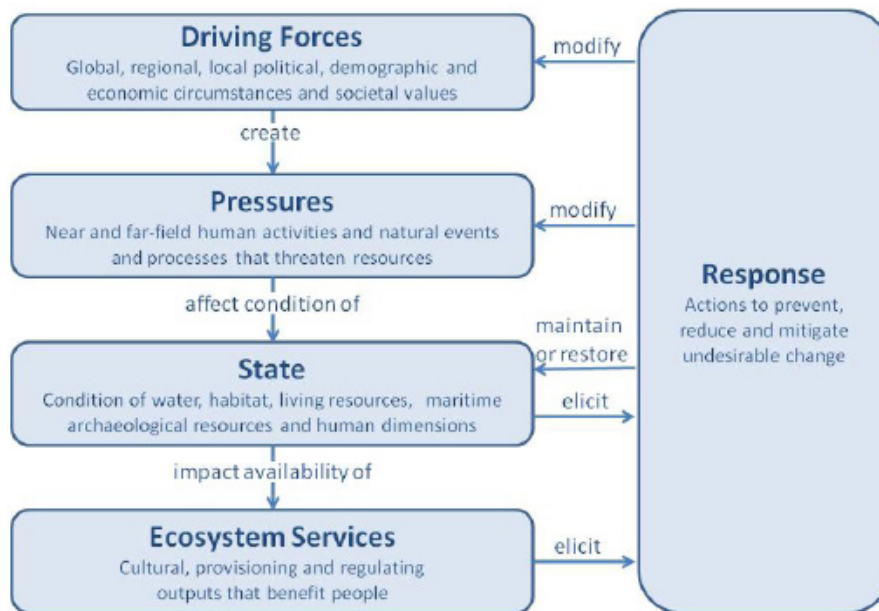 Driving Forces
Global, regional, local political, demographic and
economic circumstances and societal values
modify
create
Pressures
Near and far-field human activities and natural events
and processes that threaten resources
modify
affect condition of
State
Condition of water, habitat, living resources, maritime
archaeological resources and human dimensions
maintain
or restore
elicit
impact availability of
Ecosystem Services
Cultural, provisioning and regulating
outputs that benefit people
elicit
Response
Actions to prevent,
reduce and mitigate
undesirable change